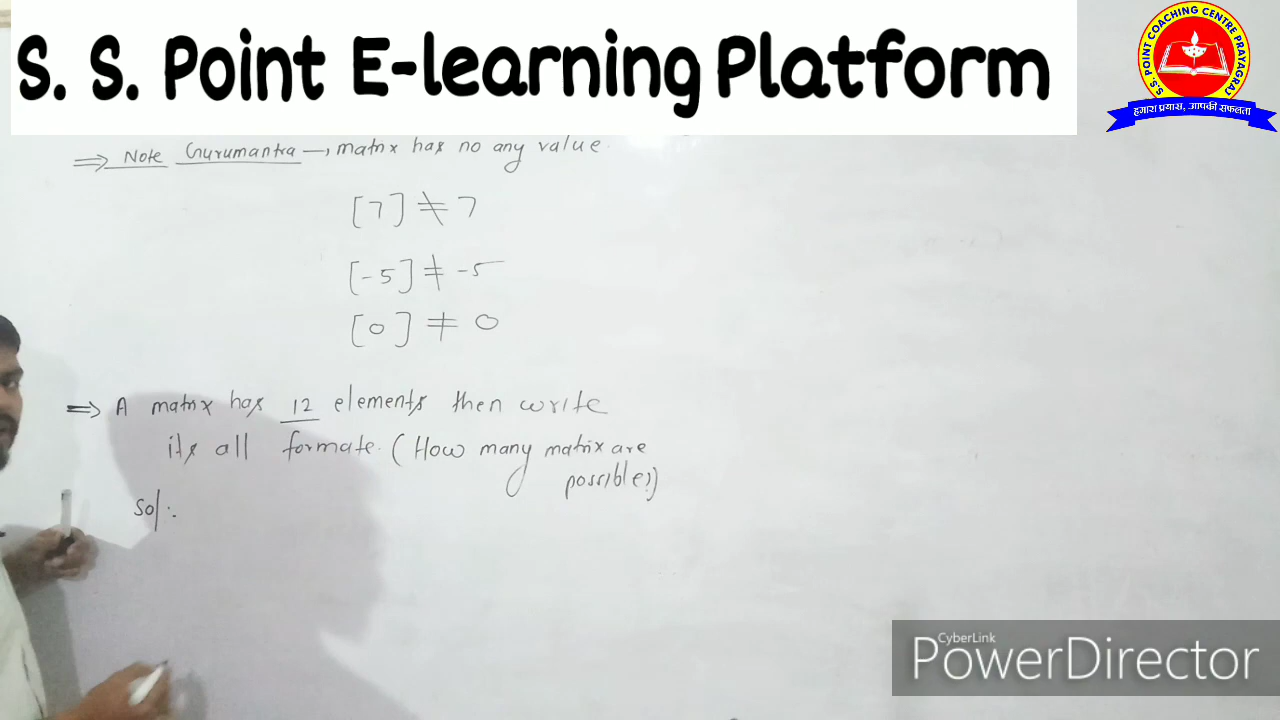 S. S. Point E-learning Platform
S.S. POINT COACHING CENTRE PRAYAGRAJ
हमारा प्रयास, आपकी सफलता
⇒ Note Gurumantra → matrix has no any value.
[7] ≠ 7
[-5] ≠ -5
[0] ≠ 0
⇒ A matrix has 12 elements then write
its all formate. (How many matrix are
possibles)
Sol:.
CyberLink
PowerDirector